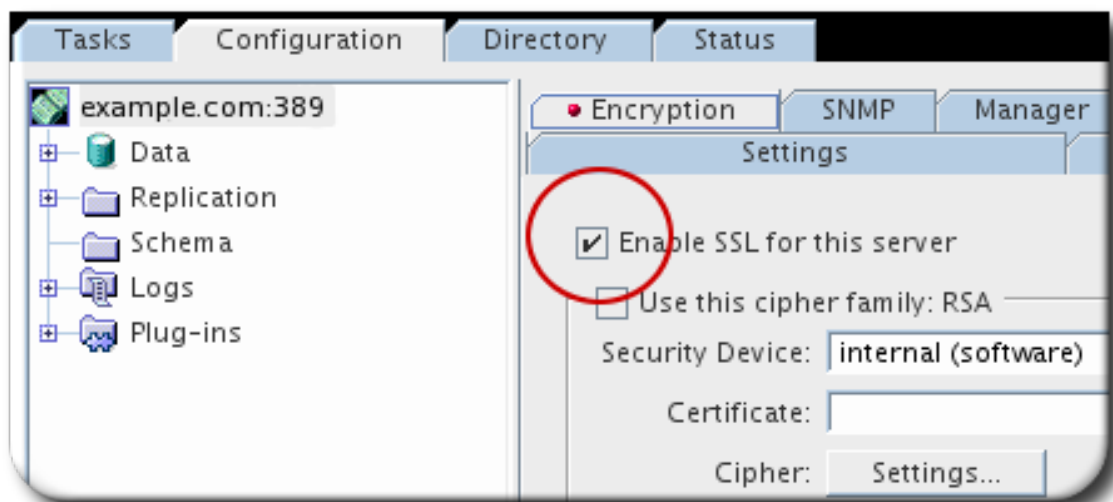 Tasks Configuration Directory Status
example.com:389
Data
Replication
Schema
Logs
Plug-ins
Encryption SNMP Manager
Settings
Enable SSL for this server
Use this cipher family: RSA
Security Device: internal (software)
Certificate:
Cipher: Settings...